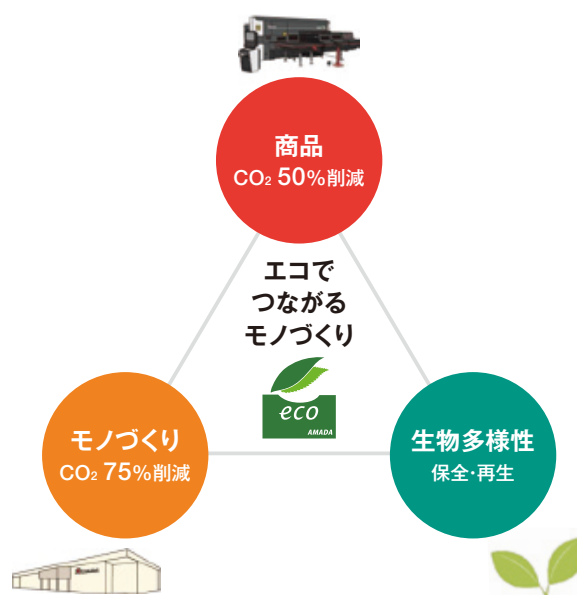 商品
CO₂ 50%削減
エコで
つながる
モノづくり
eco
AMADA
モノづくり
CO₂ 75%削減
生物多様性
保全・再生